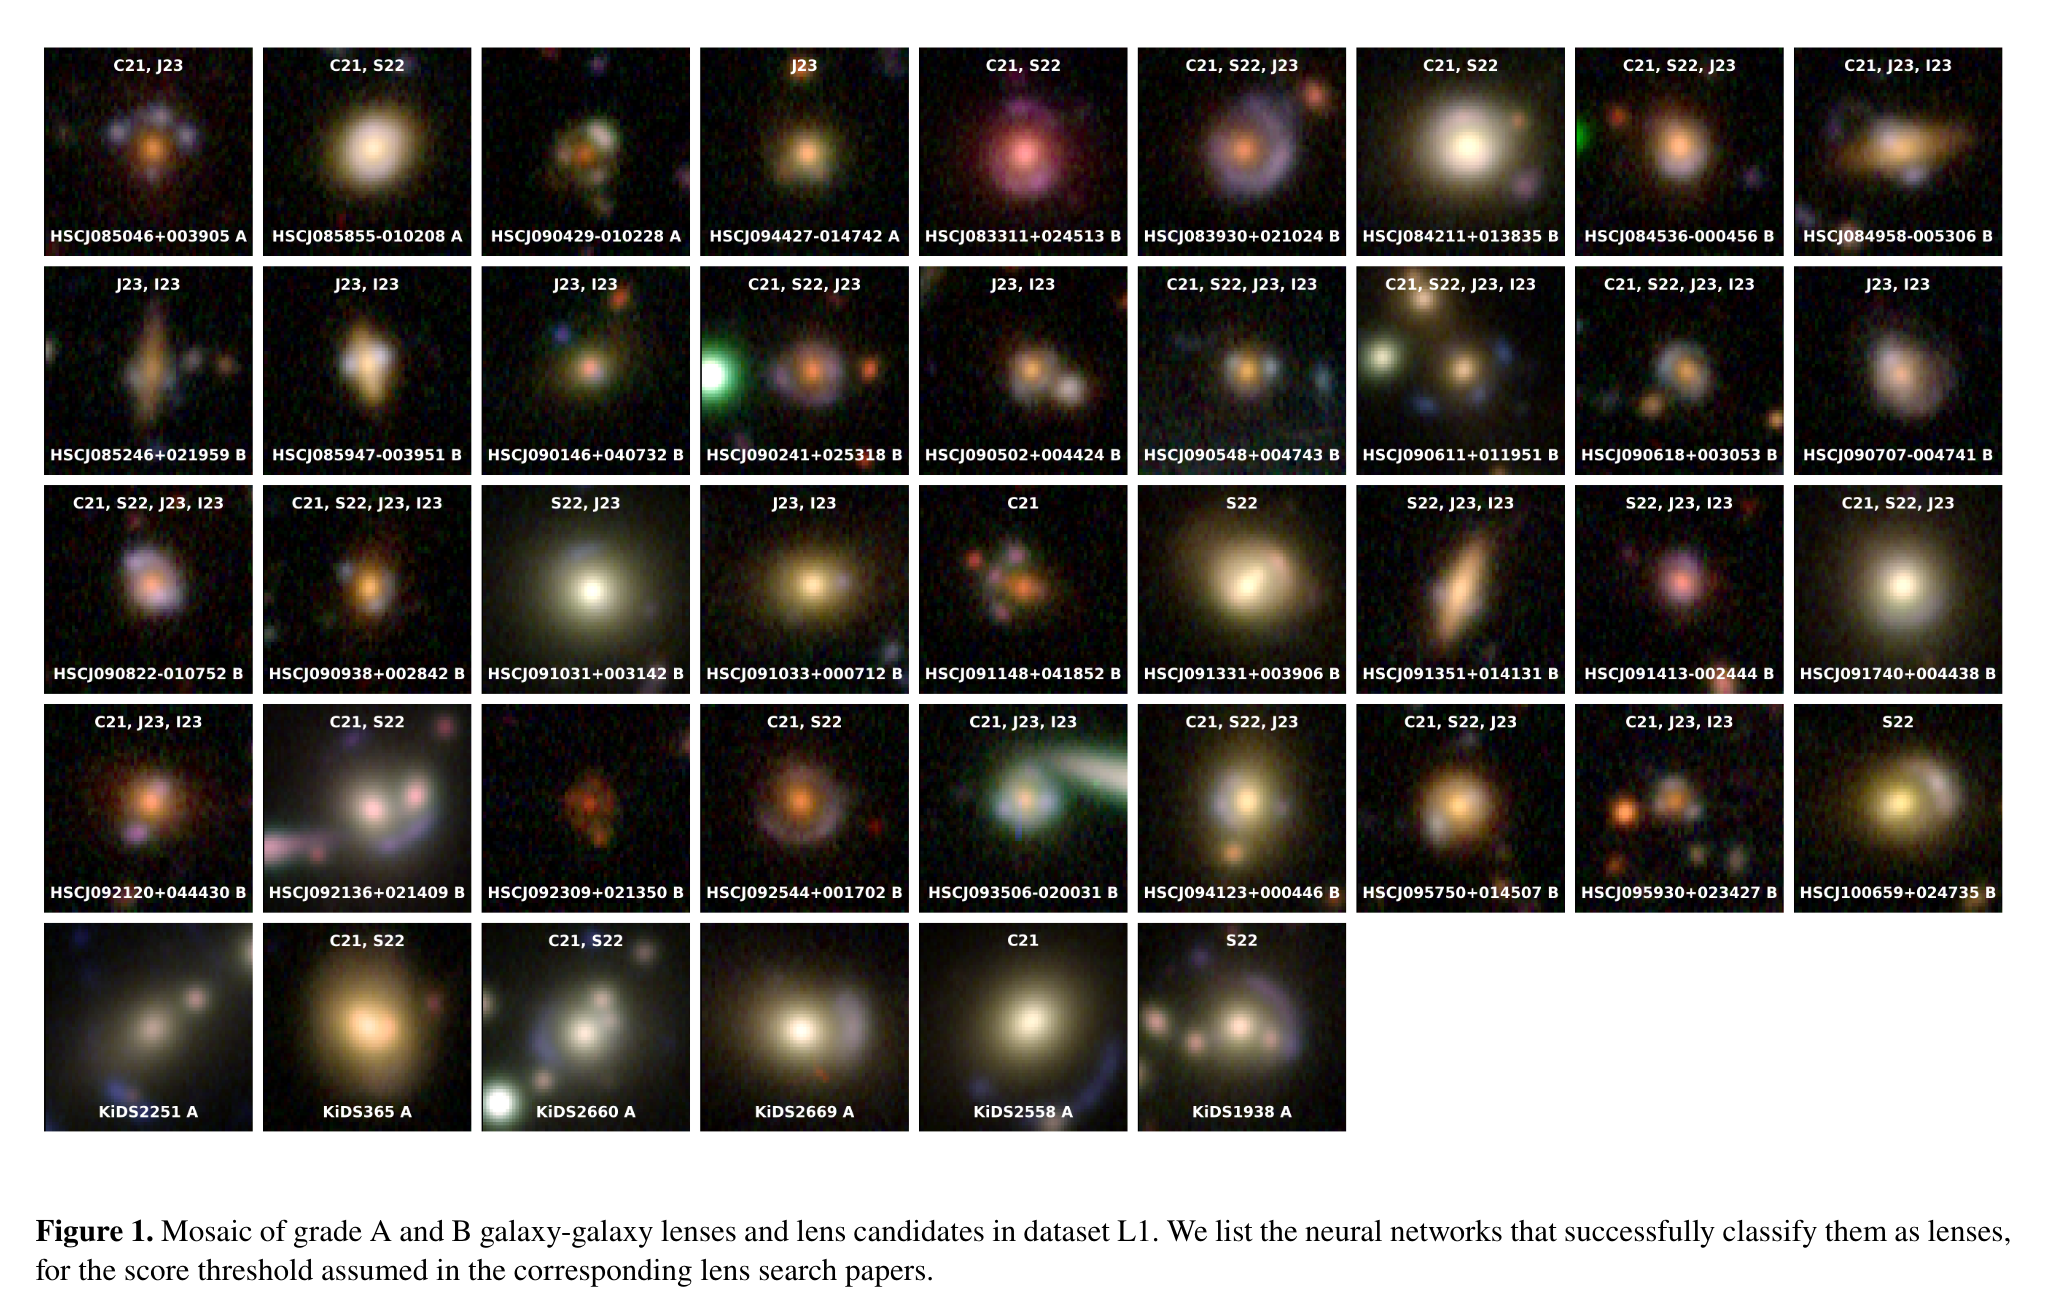 C21, J23
C21, S22
J23
C21, S22
C21, S22, J23
C21, S22
C21, S22, J23
C21, J23, I23
HSCJ085046+003905 A
HSCJ085855-010208 A
HSCJ090429-010228 A
HSCJ094427-014742 A
HSCJ083311+024513 B
HSCJ083930+021024 B
HSCJ084211+013835 B
HSCJ084536-000456 B
HSCJ084958-005306 B
J23, I23
J23, I23
J23, I23
C21, S22, J23
J23, I23
C21, S22, J23, I23
C21, S22, J23, I23
C21, S22, J23, I23
J23, I23
HSCJ085246+021959 B
HSCJ085947-003951 B
HSCJ090146+040732 B
HSCJ090241+025318 B
HSCJ090502+004424 B
HSCJ090548+004743 B
HSCJ090611+011951 B
HSCJ090618+003053 B
HSCJ090707-004741 B
C21, S22, J23, I23
C21, S22, J23, I23
S22, J23
J23, I23
C21
S22
S22, J23, I23
S22, J23, I23
C21, S22, J23
HSCJ090822-010752 B
HSCJ090938+002842 B
HSCJ091031+003142 B
HSCJ091033+000712 B
HSCJ091148+041852 B
HSCJ091331+003906 B
HSCJ091351+014131 B
HSCJ091413-002444 B
HSCJ091740+004438 B
C21, J23, I23
C21, S22
C21, S22
C21, J23, I23
C21, S22, J23
C21, S22, J23
C21, J23, I23
S22
HSCJ092120+044430 B
HSCJ092136+021409 B
HSCJ092309+021350 B
HSCJ092544+001702 B
HSCJ093506-020031 B
HSCJ094123+000446 B
HSCJ095750+014507 B
HSCJ095930+023427 B
HSCJ100659+024735 B
C21, S22
C21, S22
C21
S22
KiDS2251 A
KiDS365 A
KiDS2660 A
KiDS2669 A
KiDS2558 A
KiDS1938 A
Figure 1. Mosaic of grade A and B galaxy-galaxy lenses and lens candidates in dataset L1. We list the neural networks that successfully classify them as lenses,
for the score threshold assumed in the corresponding lens search papers.